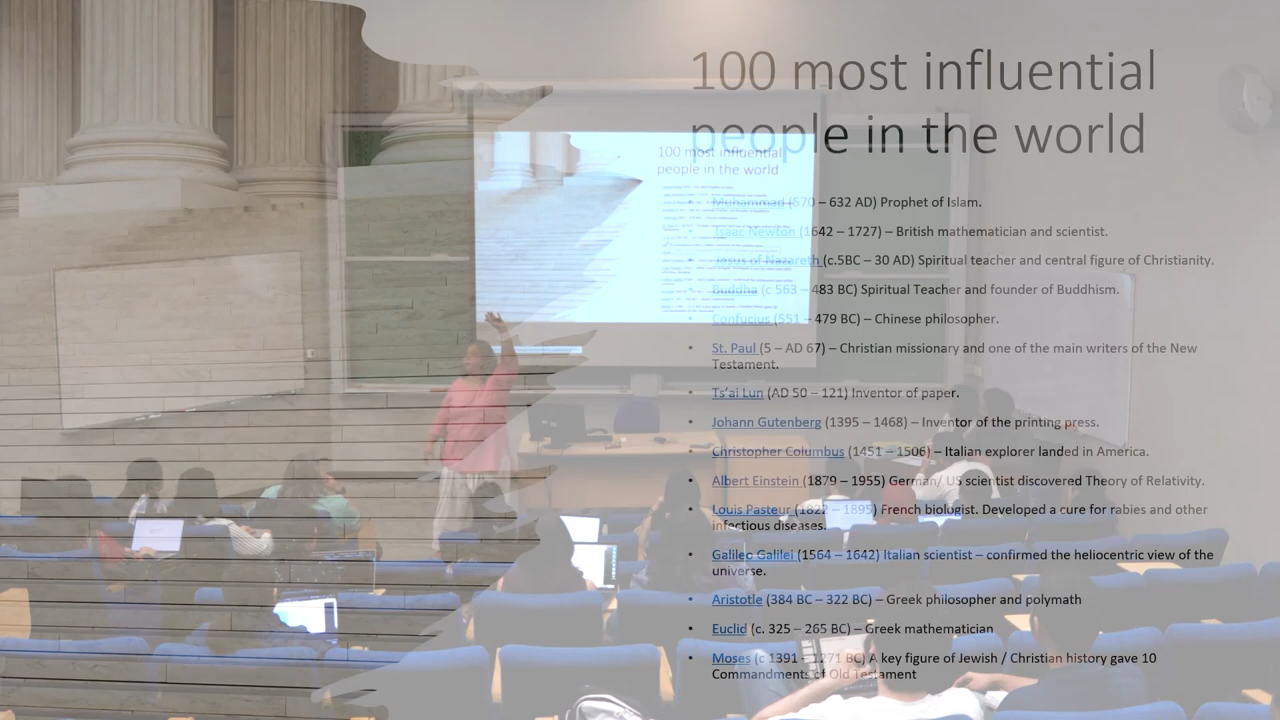 100 most influential
people in the world
• Muhammad (570 – 632 AD) Prophet of Islam.
• Isaac Newton (1642 – 1727) – British mathematician and scientist.
• Jesus of Nazareth (c.5BC – 30 AD) Spiritual teacher and central figure of Christianity.
• Buddha (c 563 – 483 BC) Spiritual Teacher and founder of Buddhism.
• Confucius (551 – 479 BC) – Chinese philosopher.
• St. Paul (5 – AD 67) – Christian missionary and one of the main writers of the New
Testament.
• Ts'ai Lun (AD 50 – 121) Inventor of paper.
• Johann Gutenberg (1395 – 1468) – Inventor of the printing press.
• Christopher Columbus (1451 – 1506) – Italian explorer landed in America.
• Albert Einstein (1879 – 1955) German/ US scientist discovered Theory of Relativity.
• Louis Pasteur (1822 – 1895) French biologist. Developed a cure for rabies and other
infectious diseases.
• Galileo Galilei (1564 – 1642) Italian scientist – confirmed the heliocentric view of the
universe.
• Aristotle (384 BC – 322 BC) – Greek philosopher and polymath
• Euclid (c. 325 – 265 BC) – Greek mathematician
• Moses (c 1391 – 1271 BC) A key figure of Jewish / Christian history gave 10
Commandments of Old Testament
100 most influential
people in the world